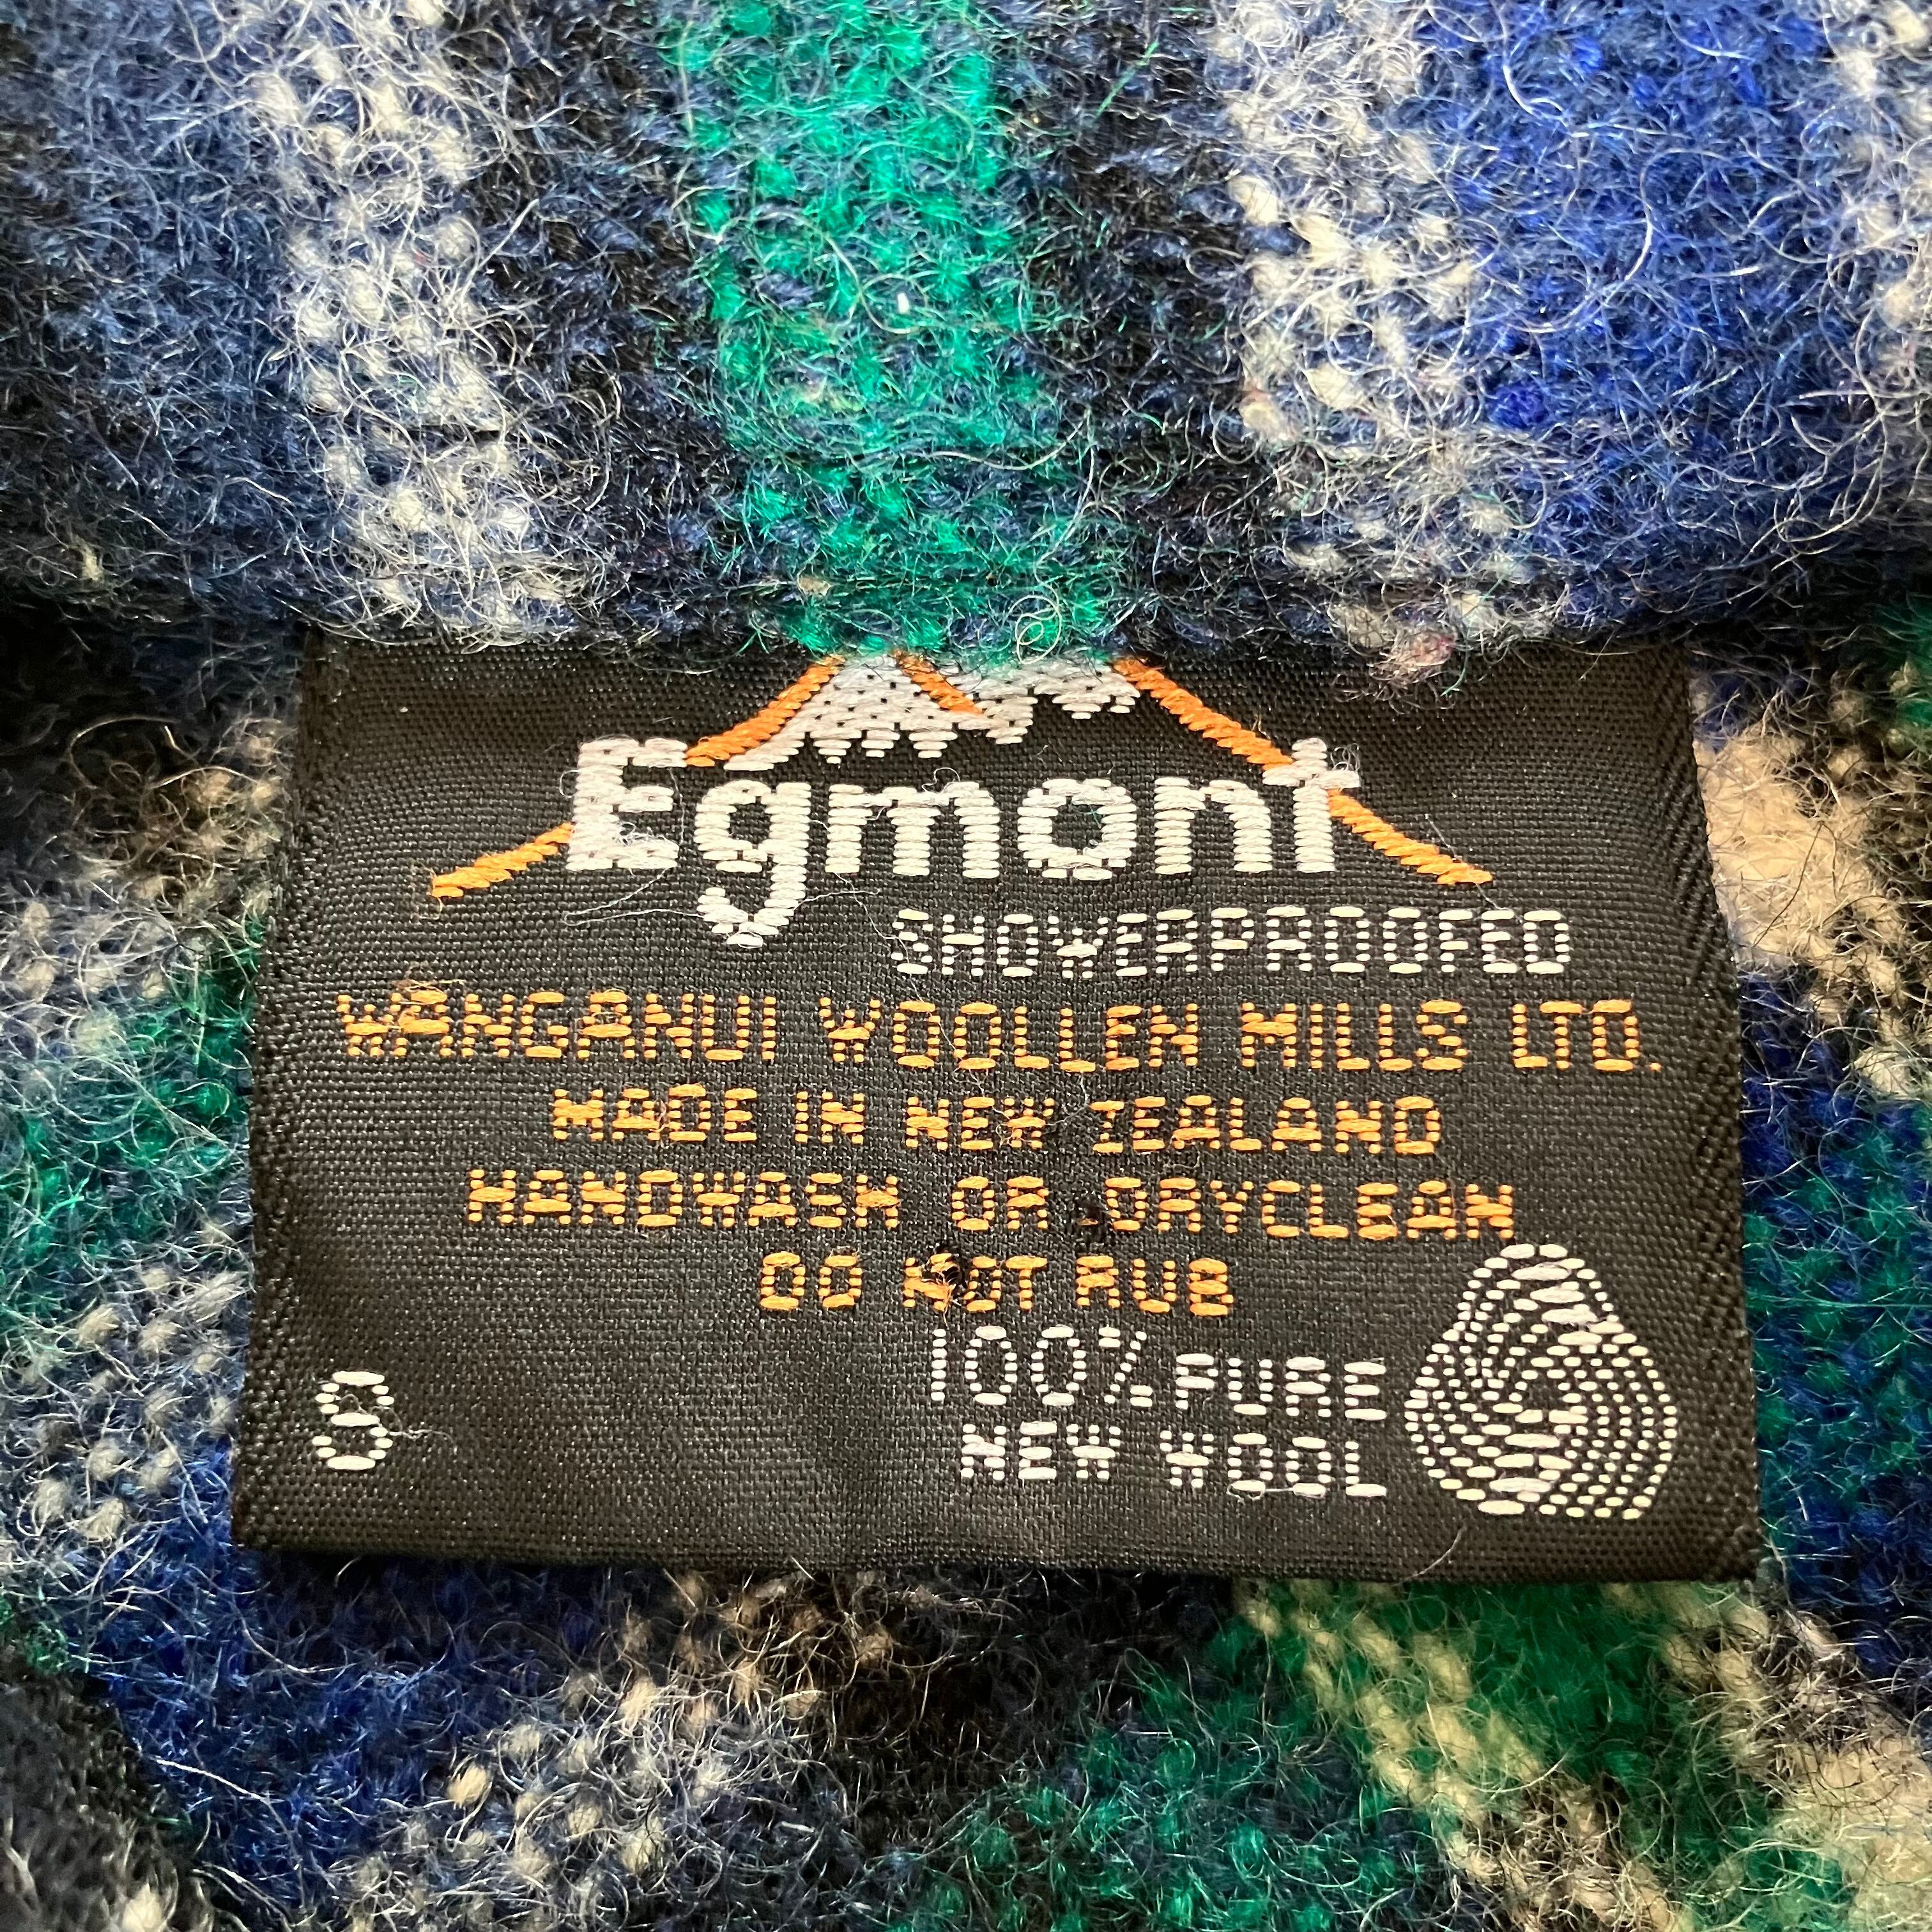 Egmont
SHOWERPROOFED
WANGANUI WOOLLEN MILLS LTD.
MADE IN NEW ZEALAND
HANDWASH OR DRYCLEAN
DO NOT RUB
100% PURE
NEW WOOL
S